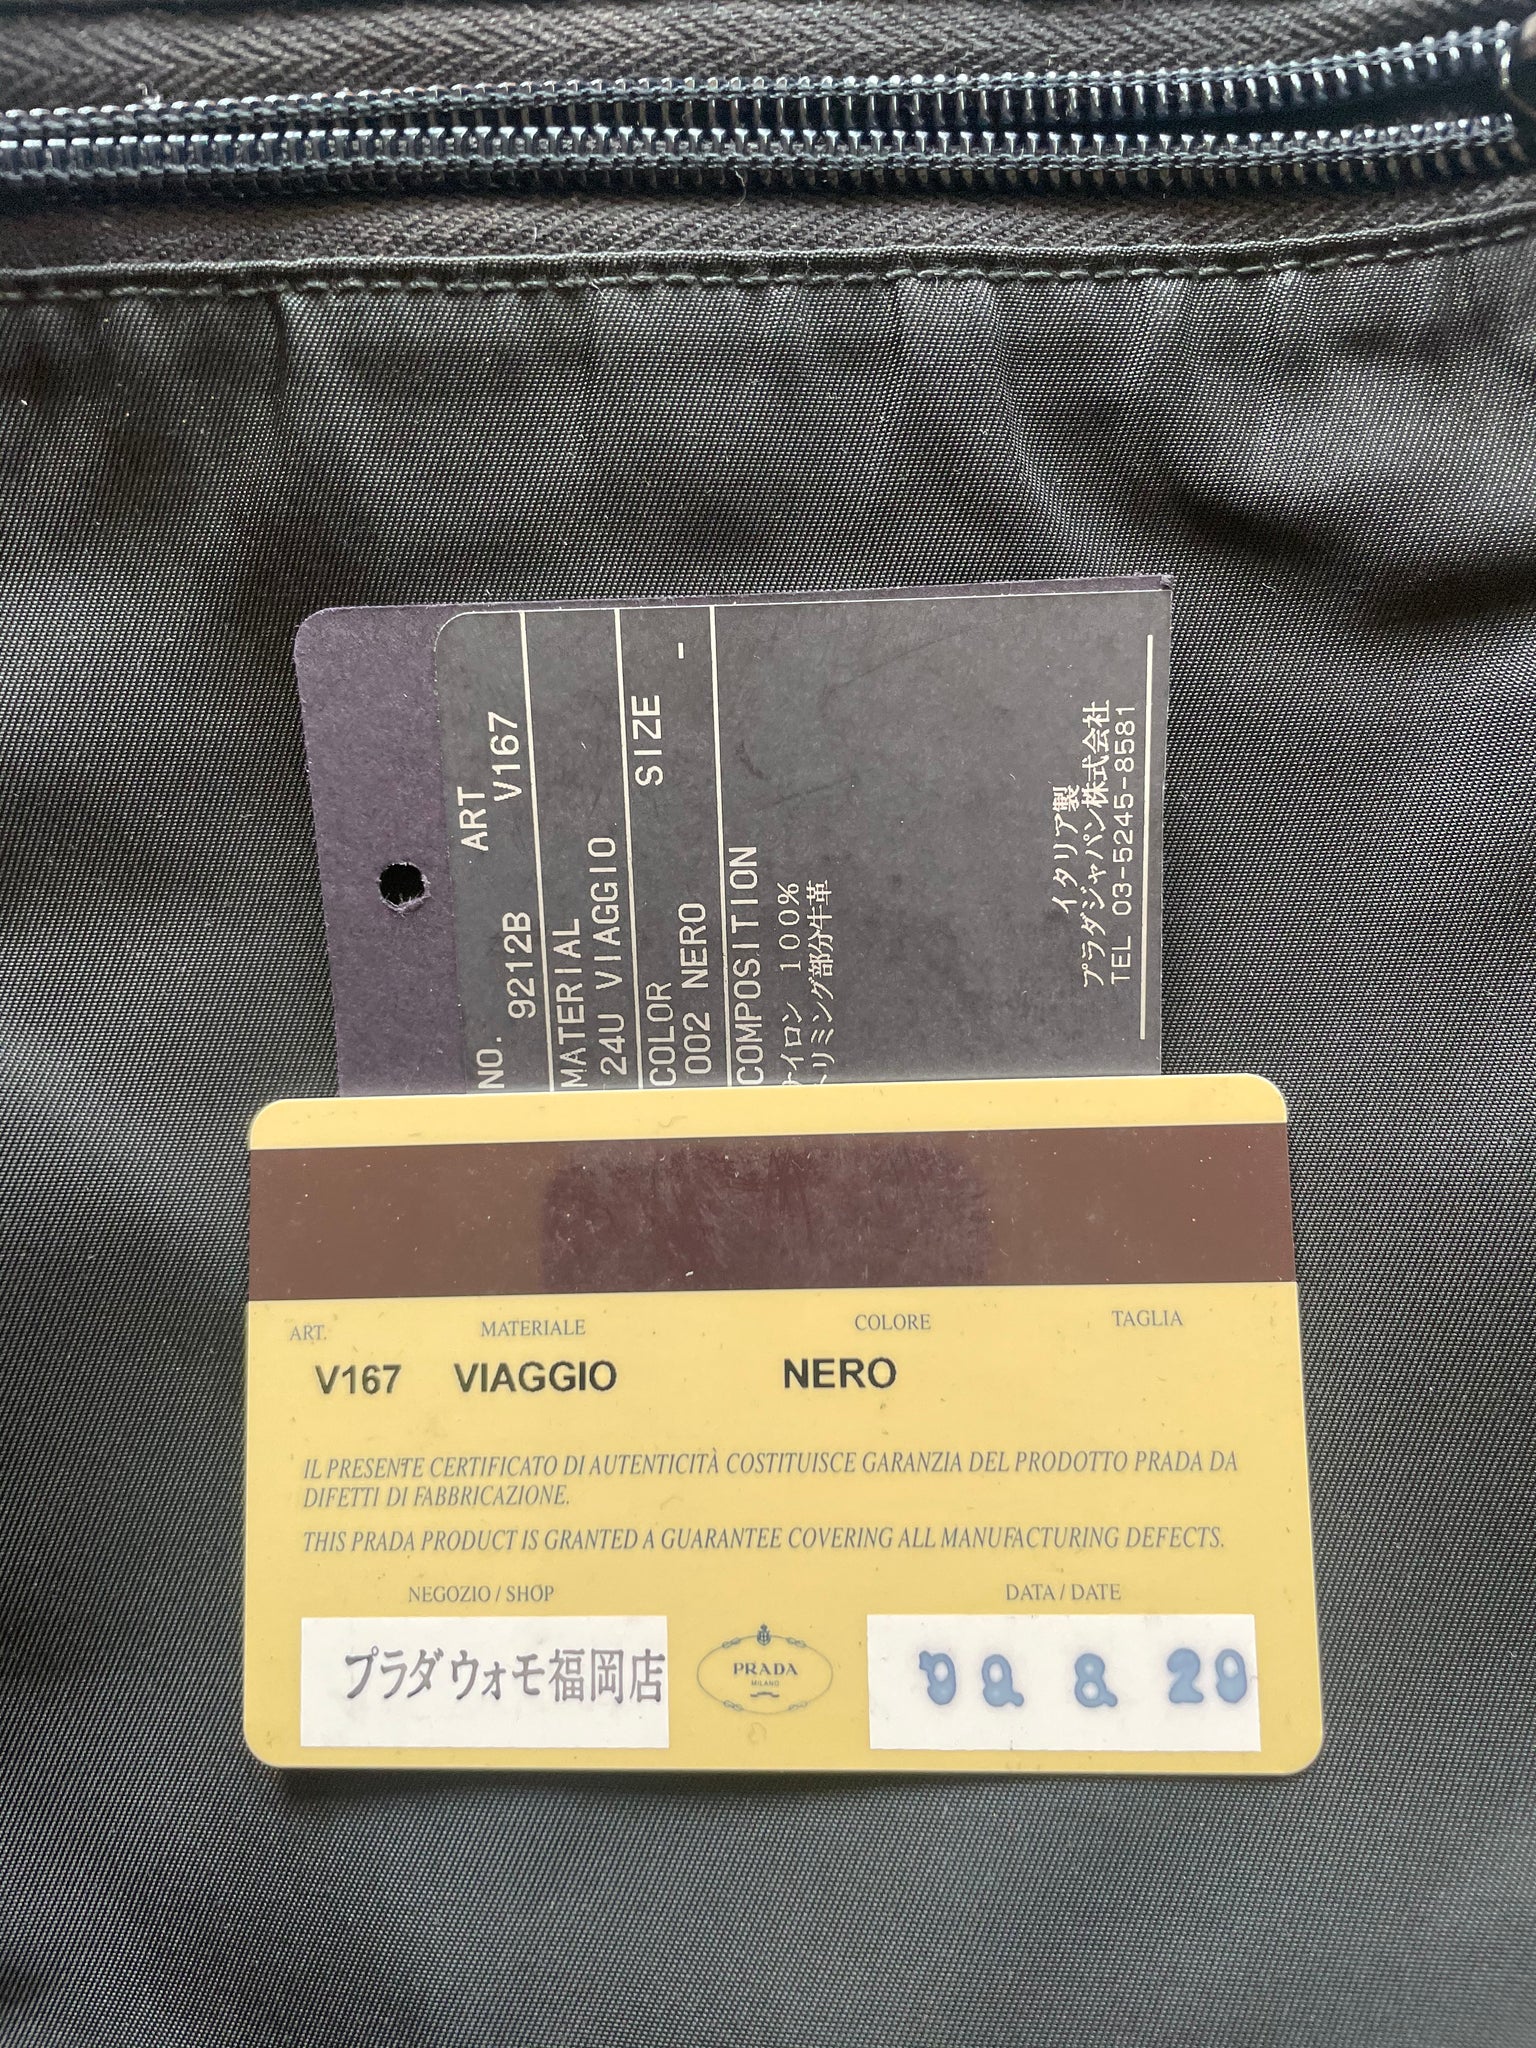 NO. ART
9212B V167
MATERIAL
24U VIAGGIO
COLOR SIZE
002 NERO -
COMPOSITION
ナイロン 100%
トリミング部分牛革
イタリア製
プラダジャパン株式会社
TEL 03-5245-8581
ART. MATERIALE COLORE TAGLIA
V167 VIAGGIO NERO
IL PRESENTE CERTIFICATO DI AUTENTICITÀ COSTITUISCE GARANZIA DEL PRODOTTO PRADA DA
DIFETTI DI FABBRICAZIONE.
THIS PRADA PRODUCT IS GRANTED A GUARANTEE COVERING ALL MANUFACTURING DEFECTS.
NEGOZIO / SHOP DATA / DATE
プラダウォモ福岡店
PRADA
MILANO
8